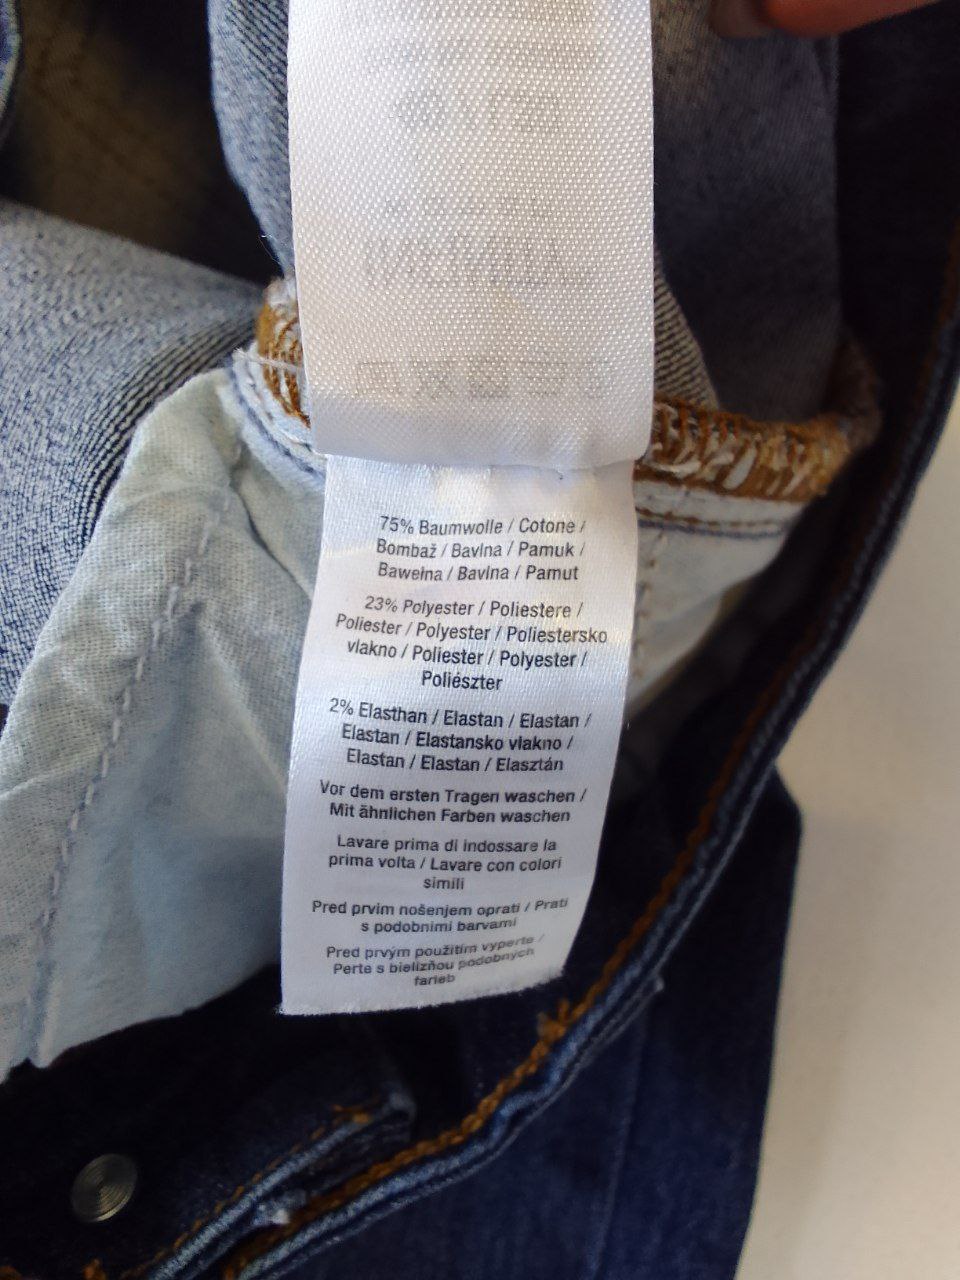 75% Baumwolle / Cotone /
Bombaž / Bavlna / Pamuk /
Bawełna / Bavlna / Pamut
23% Polyester / Poliestere /
Poliester / Polyester / Poliestersko
vlakno / Poliester / Polyester /
Poliészter
2% Elasthan / Elastan / Elastan /
Elastan / Elastansko vlakno /
Elastan / Elastan / Elasztán
Vor dem ersten Tragen waschen /
Mit ähnlichen Farben waschen
Lavare prima di indossare la
prima volta / Lavare con colori
simili
Pred prvim nošenjem oprati / Prati
s podobnimi barvami
Pred prvým použitím vyperte /
Perte s bielizňou podobných
farieb